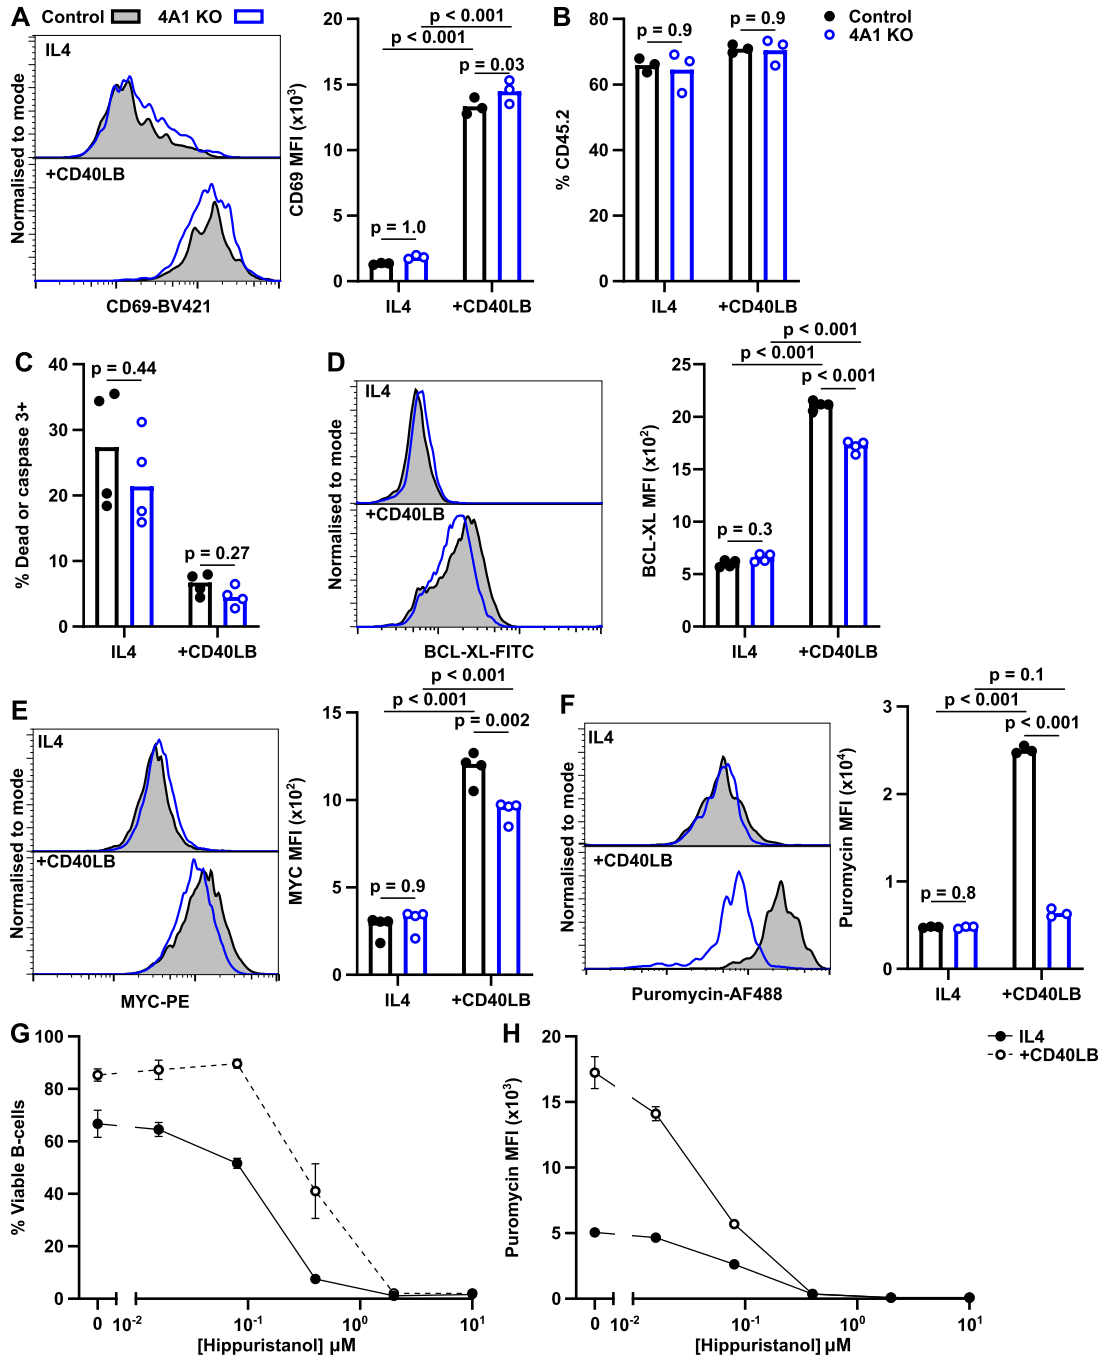 A Control 4A1 KO
IL4
+CD40LB
Normalised to mode
CD69-BV421
CD69 MFI (x10³)
20
15
10
5
0
p < 0.001
p < 0.001
p = 0.03
p = 1.0
IL4 +CD40LB
B
Control
4A1 KO
% CD45.2
80
60
40
20
0
p = 0.9
p = 0.9
IL4 +CD40LB
C
% Dead or caspase 3+
40
30
20
10
0
p = 0.44
p = 0.27
IL4 +CD40LB
D
IL4
+CD40LB
Normalised to mode
BCL-XL-FITC
BCL-XL MFI (x10²)
25
20
15
10
5
0
p < 0.001
p < 0.001
p < 0.001
p = 0.3
IL4 +CD40LB
E
IL4
+CD40LB
Normalised to mode
MYC-PE
MYC MFI (x10²)
15
10
5
0
p < 0.001
p < 0.001
p = 0.002
p = 0.9
IL4 +CD40LB
F
IL4
+CD40LB
Normalised to mode
Puromycin-AF488
Puromycin MFI (x10⁴)
3
2
1
0
p = 0.1
p < 0.001
p < 0.001
p = 0.8
IL4 +CD40LB
G
% Viable B-cells
100
80
60
40
20
0
0 10⁻² 10⁻¹ 10⁰ 10¹
[Hippuristanol] µM
H
IL4
+CD40LB
Puromycin MFI (x10³)
20
15
10
5
0
0 10⁻² 10⁻¹ 10⁰ 10¹
[Hippuristanol] µM